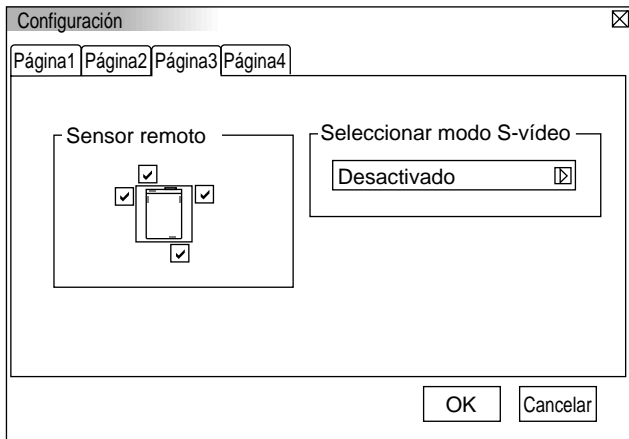 Configuración
Página1 Página2 Página3 Página4
Sensor remoto
Seleccionar modo S-vídeo
Desactivado
OK Cancelar